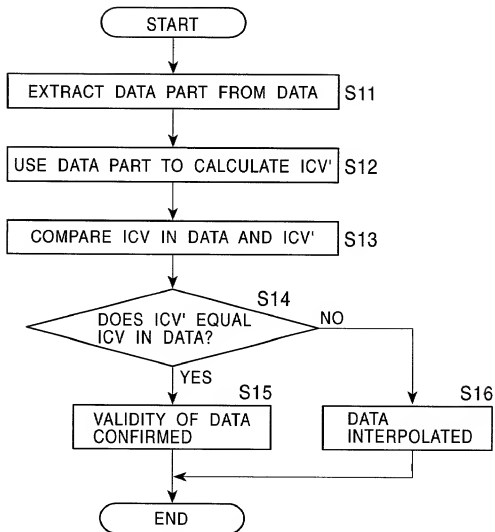 START
EXTRACT DATA PART FROM DATA S11
USE DATA PART TO CALCULATE ICV' S12
COMPARE ICV IN DATA AND ICV' S13
S14
DOES ICV' EQUAL
ICV IN DATA?
NO
YES
S15
VALIDITY OF DATA
CONFIRMED
S16
DATA
INTERPOLATED
END